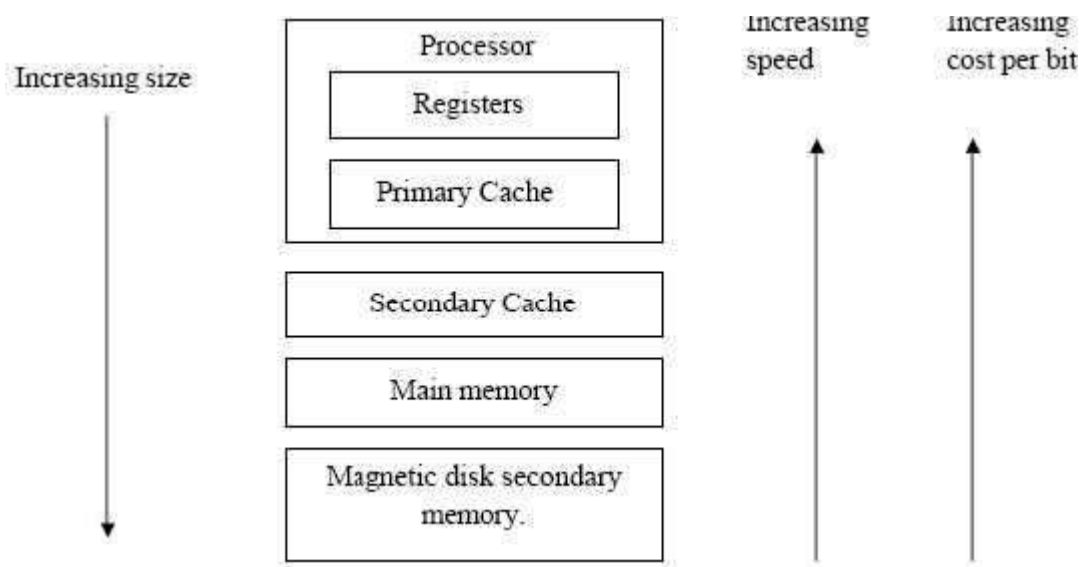 Increasing size
Processor
Registers
Primary Cache
Secondary Cache
Main memory
Magnetic disk secondary
memory.
Increasing
speed
Increasing
cost per bit